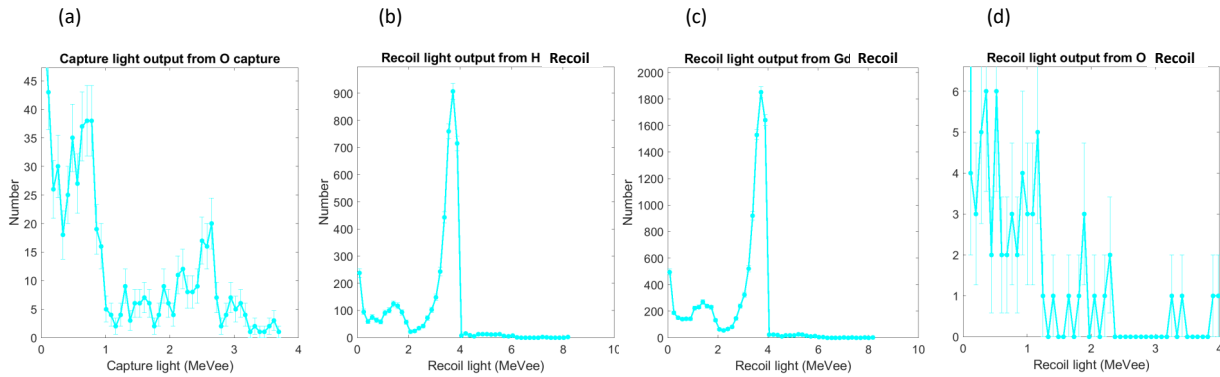 (a)
(b)
(c)
(d)
Capture light output from O capture
Recoil light output from H Recoil
Recoil light output from Gd Recoil
Recoil light output from O Recoil
Number
45
40
35
30
25
20
15
10
5
0
0 1 2 3 4
Capture light (MeVee)
Number
900
800
700
600
500
400
300
200
100
0
0 2 4 6 8 10
Recoil light (MeVee)
Number
2000
1800
1600
1400
1200
1000
800
600
400
200
0
0 2 4 6 8 10
Recoil light (MeVee)
Number
6
5
4
3
2
1
0
0 1 2 3 4
Recoil light (MeVee)